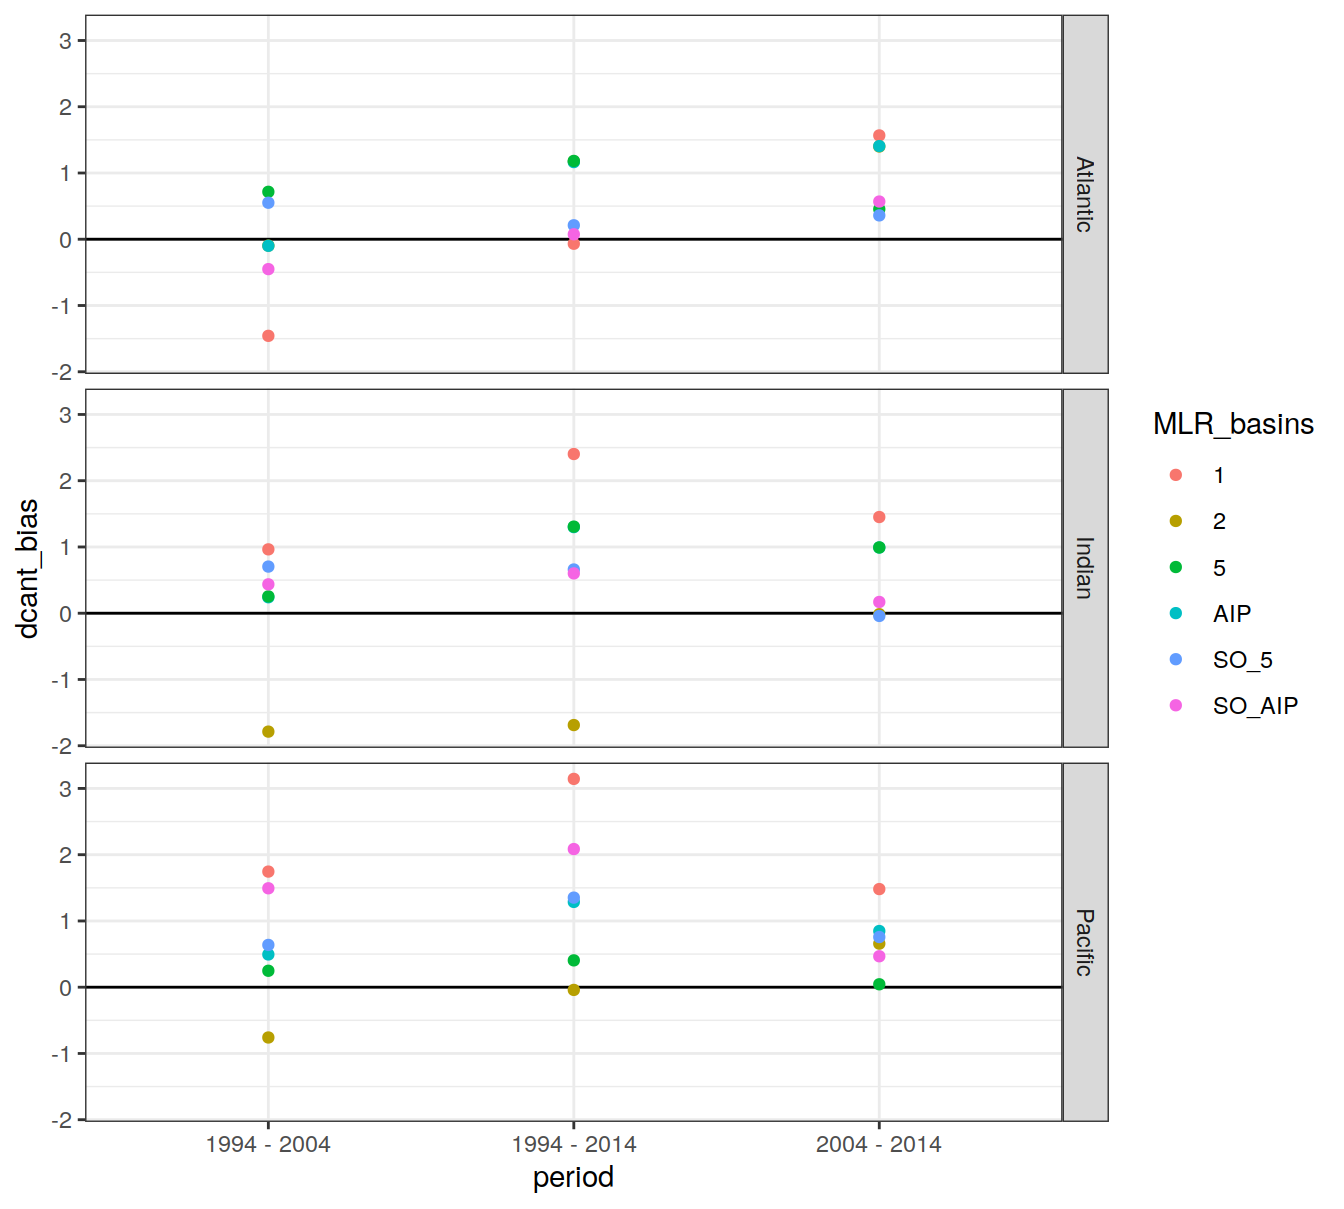 3
2
1
0
-1
-2
Atlantic
3
2
1
0
-1
-2
Indian
3
2
1
0
-1
-2
Pacific
dcant_bias
1994 - 2004
1994 - 2014
2004 - 2014
period
MLR_basins
1
2
5
AIP
SO_5
SO_AIP